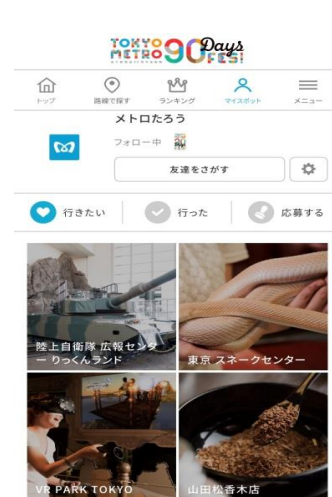 TOKYO METRO 90 Days FES!
トップ
路線で探す
ランキング
マイスポット
メニュー
メトロたろう
フォロー中
友達をさがす
行きたい
行った
応募する
陸上自衛隊 広報センタ
ー りっくんランド
東京 スネークセンター
VR PARK TOKYO
山田松香木店